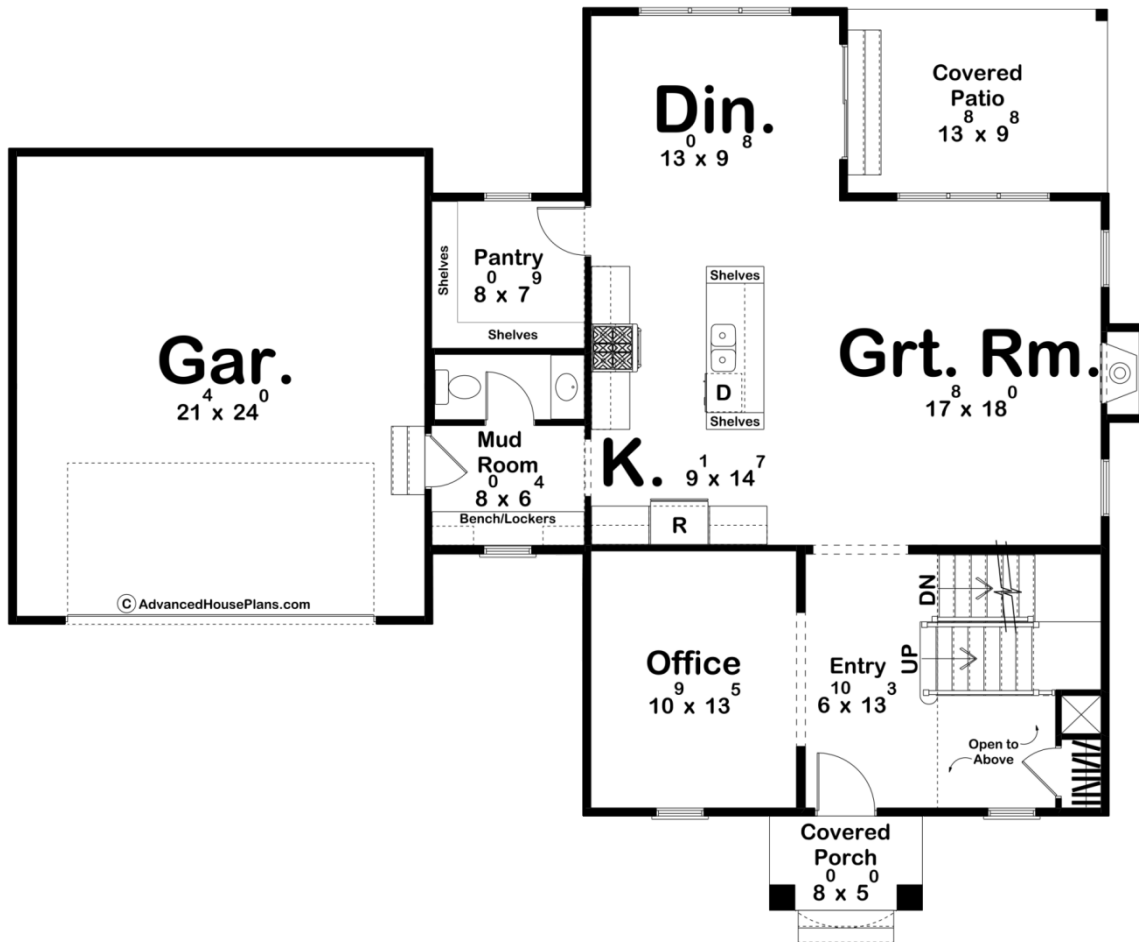 Din.
13⁰ x 9⁸
Covered
Patio
13⁸ x 9⁸
Pantry
8⁰ x 7⁹
Shelves
Shelves
Shelves
Gar.
21⁴ x 24⁰
D
Shelves
Grt. Rm.
17⁸ x 18⁰
Mud
Room
8⁰ x 6⁴
Bench/Lockers
K. 9¹ x 14⁷
R
© AdvancedHousePlans.com
Office
10⁹ x 13⁵
Entry
6¹⁰ x 13³
DN
UP
Open to
Above
Covered
Porch
8⁰ x 5⁰